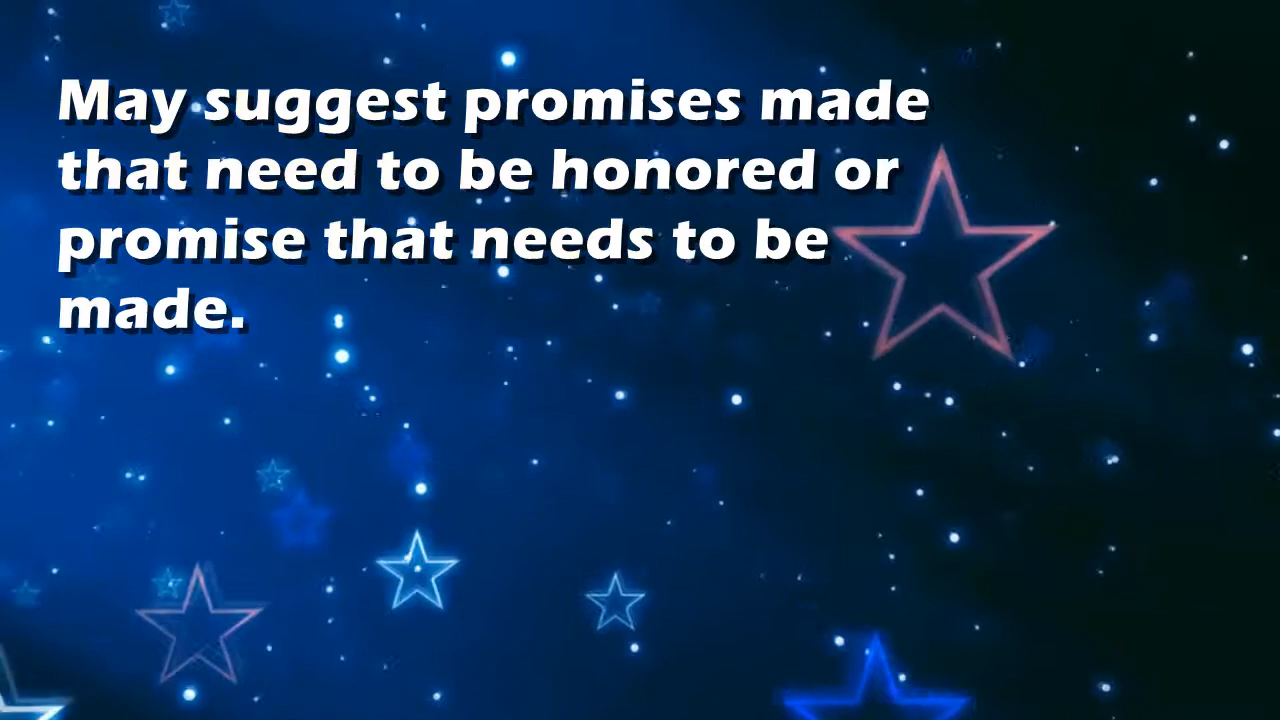 May suggest promises made
that need to be honored or
promise that needs to be
made.